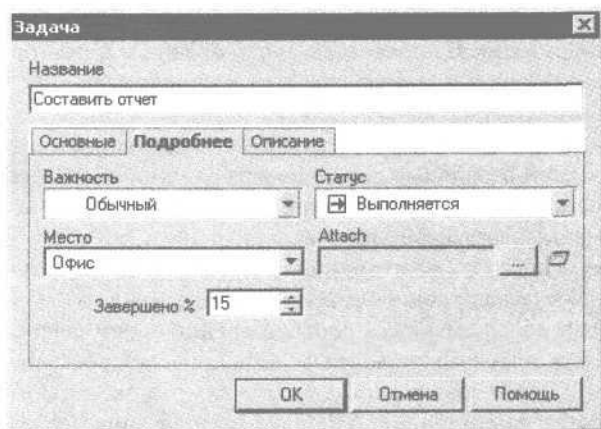 Задача
Название
Составить отчет
Основные Подробнее Описание
Важность Статус
Обычный Выполняется
Место Attach
Офис ...
Завершено % 15
OK Отмена Помощь